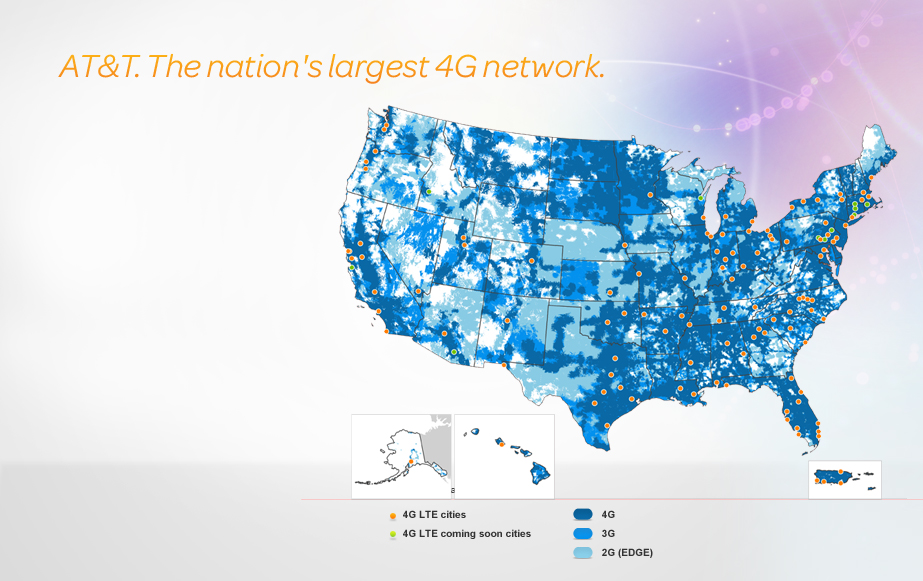 AT&T. The nation's largest 4G network.
4G LTE cities
4G LTE coming soon cities
4G
3G
2G (EDGE)